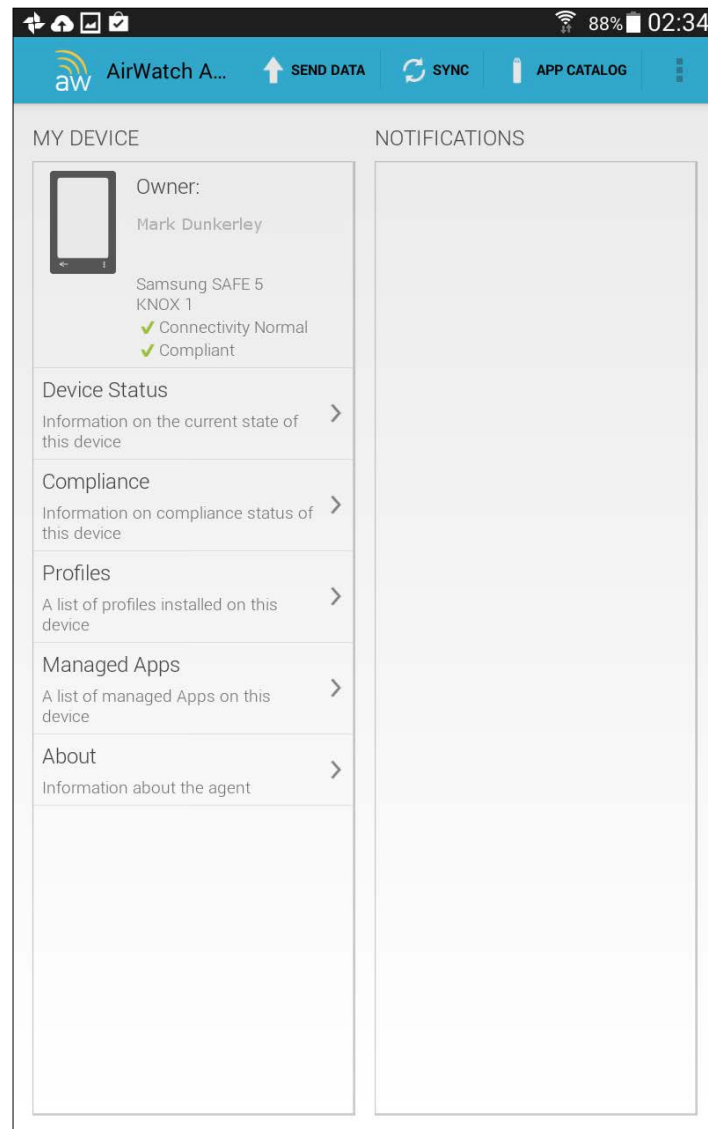 88% 02:34
aw AirWatch A... SEND DATA SYNC APP CATALOG
MY DEVICE
Owner:
Mark Dunkerley
Samsung SAFE 5
KNOX 1
Connectivity Normal
Compliant
Device Status
Information on the current state of
this device
Compliance
Information on compliance status of
this device
Profiles
A list of profiles installed on this
device
Managed Apps
A list of managed Apps on this
device
About
Information about the agent
NOTIFICATIONS